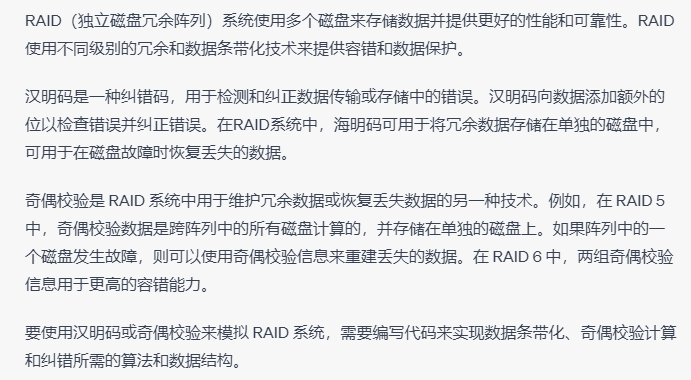 RAID（独立磁盘冗余阵列）系统使用多个磁盘来存储数据并提供更好的性能和可靠性。RAID
使用不同级别的冗余和数据条带化技术来提供容错和数据保护。
汉明码是一种纠错码，用于检测和纠正数据传输或存储中的错误。汉明码向数据添加额外的
位以检查错误并纠正错误。在RAID系统中，海明码可用于将冗余数据存储在单独的磁盘中，
可用于在磁盘故障时恢复丢失的数据。
奇偶校验是 RAID 系统中用于维护冗余数据或恢复丢失数据的另一种技术。例如，在 RAID 5
中，奇偶校验数据是跨阵列中的所有磁盘计算的，并存储在单独的磁盘上。如果阵列中的一
个磁盘发生故障，则可以使用奇偶校验信息来重建丢失的数据。在 RAID 6 中，两组奇偶校验
信息用于更高的容错能力。
要使用汉明码或奇偶校验来模拟 RAID 系统，需要编写代码来实现数据条带化、奇偶校验计算
和纠错所需的算法和数据结构。